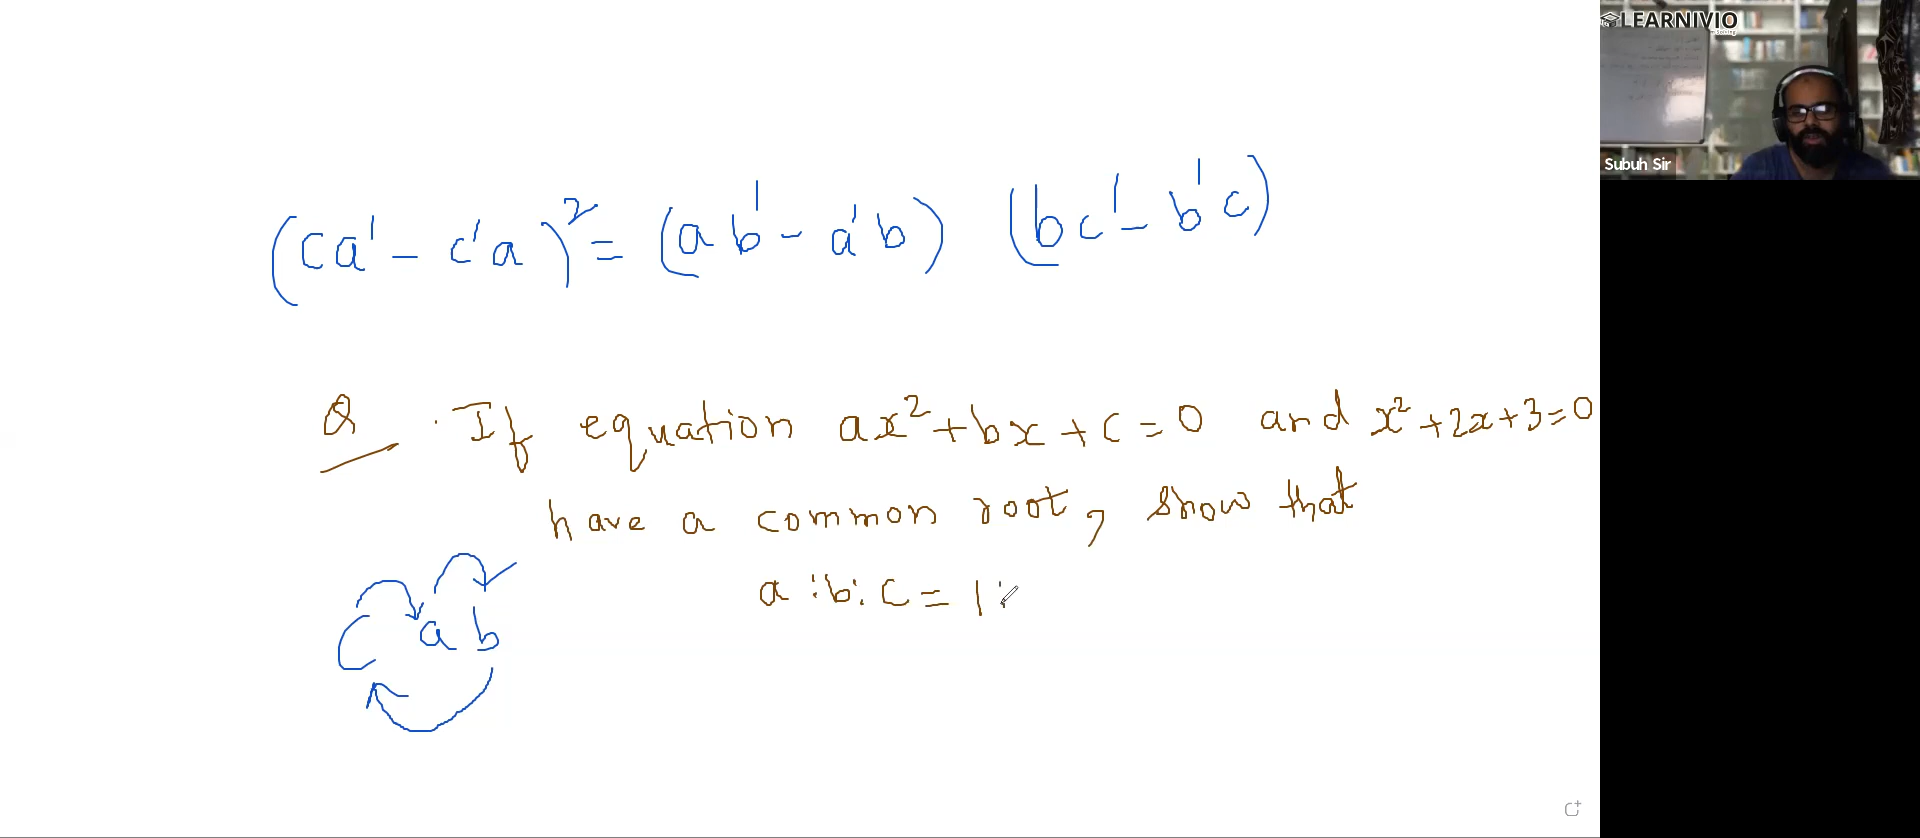 LEARNIVIO
Subuh Sir
(ca' - c'a)² = (ab' - a'b) (bc' - b'c)
Q . If equation ax² + bx + c = 0 and x² + 2x + 3 = 0
have a common root, show that
a : b : c = 1 :
c a b